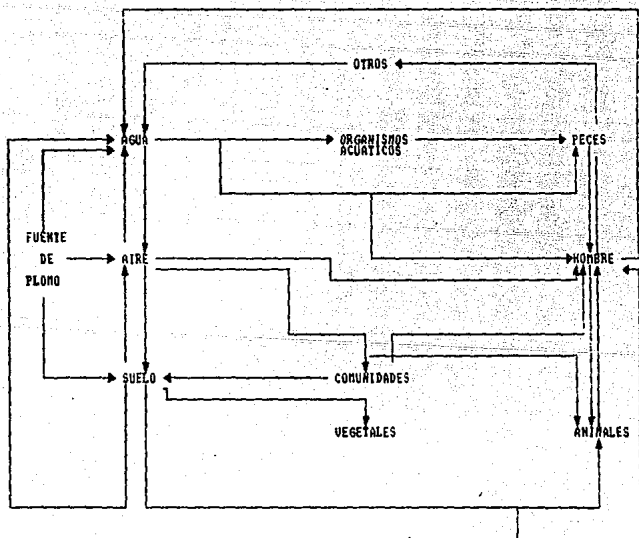 OTROS
AGUA
ORGANISMOS
ACUATICOS
PECES
FUENTE
DE
PLOMO
AIRE
HOMBRE
SUELO
COMUNIDADES
VEGETALES
ANIMALES